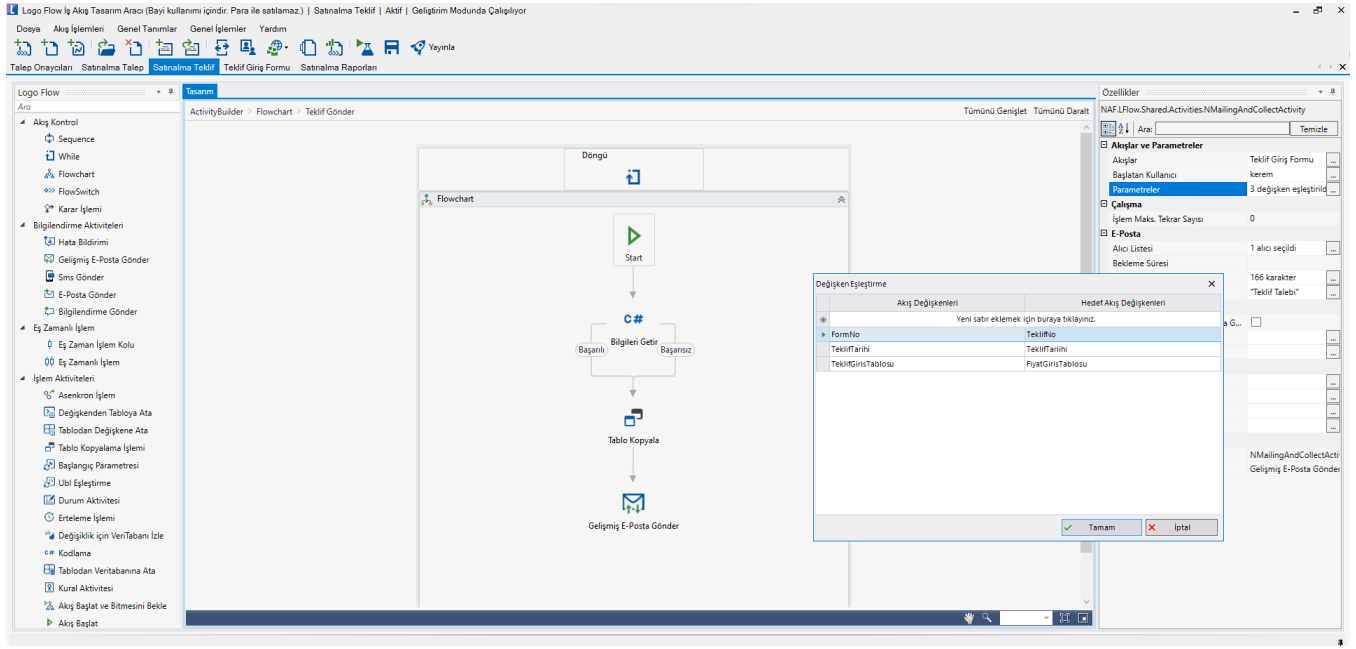 Logo Flow İş Akış Tasarım Aracı (Bayi kullanımı içindir. Para ile satılamaz.) | Satınalma Teklif | Aktif | Geliştirim Modunda Çalışılıyor
Dosya Akış İşlemleri Genel Tanımlar Genel İşlemler Yardım
Yayınla
Talep Onaycıları Satınalma Talep Satınalma Teklif Teklif Giriş Formu Satınalma Raporları
Logo Flow
Ara
Akış Kontrol
Sequence
While
Flowchart
FlowSwitch
Karar İşlemi
Bilgilendirme Aktiviteleri
Hata Bildirimi
Gelişmiş E-Posta Gönder
Sms Gönder
E-Posta Gönder
Bilgilendirme Gönder
Eş Zamanlı İşlem
Eş Zaman İşlem Kolu
Eş Zamanlı İşlem
İşlem Aktiviteleri
Asenkron İşlem
Değişkenden Tabloya Ata
Tablodan Değişkene Ata
Tablo Kopyalama İşlemi
Başlangıç Parametresi
Ubl Eşleştirme
Durum Aktivitesi
Erteleme İşlemi
Değişiklik için VeriTabanı İzle
C# Kodlama
Tablodan Veritabanına Ata
Kural Aktivitesi
Akış Başlat ve Bitmesini Bekle
Akış Başlat
Tasarım
ActivityBuilder > Flowchart > Teklif Gönder
Tümünü Genişlet Tümünü Daralt
Döngü
Flowchart
Start
C#
Bilgileri Getir
Başarılı Başarısız
Tablo Kopyala
Gelişmiş E-Posta Gönder
Değişken Eşleştirme
Akış Değişkenleri Hedef Akış Değişkenleri
Yeni satır eklemek için buraya tıklayınız.
FormNo TeklifNo
TeklifTarihi TeklifTariihi
TeklifGirisTablosu FiyatGirisTablosu
Tamam İptal
Özellikler
NAF.LFlow.Shared.Activities.NMailingAndCollectActivity
Ara: Temizle
Akışlar ve Parametreler
Akışlar Teklif Giriş Formu ...
Başlatan Kullanıcı kerem ...
Parametreler 3 değişken eşleştirild ...
Çalışma
İşlem Maks. Tekrar Sayısı 0
E-Posta
Alıcı Listesi 1 alıcı seçildi ...
Bekleme Süresi
166 karakter ...
"Teklif Talebi" ...
a G...
...
...
...
...
...
...
NMailingAndCollectActi
Gelişmiş E-Posta Gönder